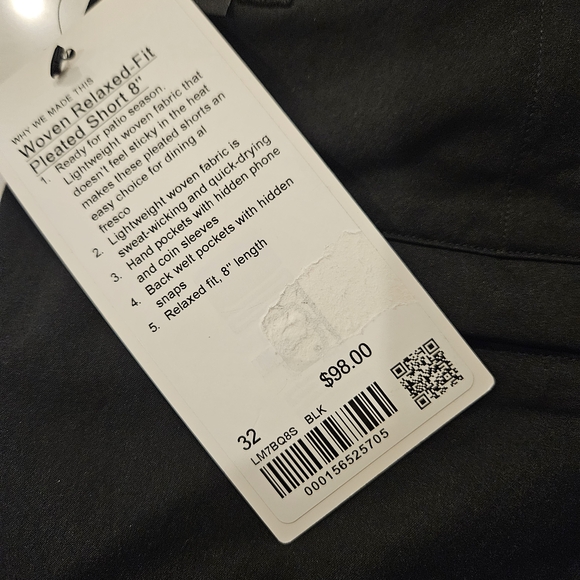 WHY WE MADE THIS
Woven Relaxed-Fit
Pleated Short 8"
1. Ready for patio season.
Lightweight woven fabric that
doesn't feel sticky in the heat
makes these pleated shorts an
easy choice for dining al
fresco
2. Lightweight woven fabric is
sweat-wicking and quick-drying
3. Hand pockets with hidden phone
and coin sleeves
4. Back welt pockets with hidden
snaps
5. Relaxed fit, 8" length
$98.00
32
LM7BQ8S BLK
000156525705